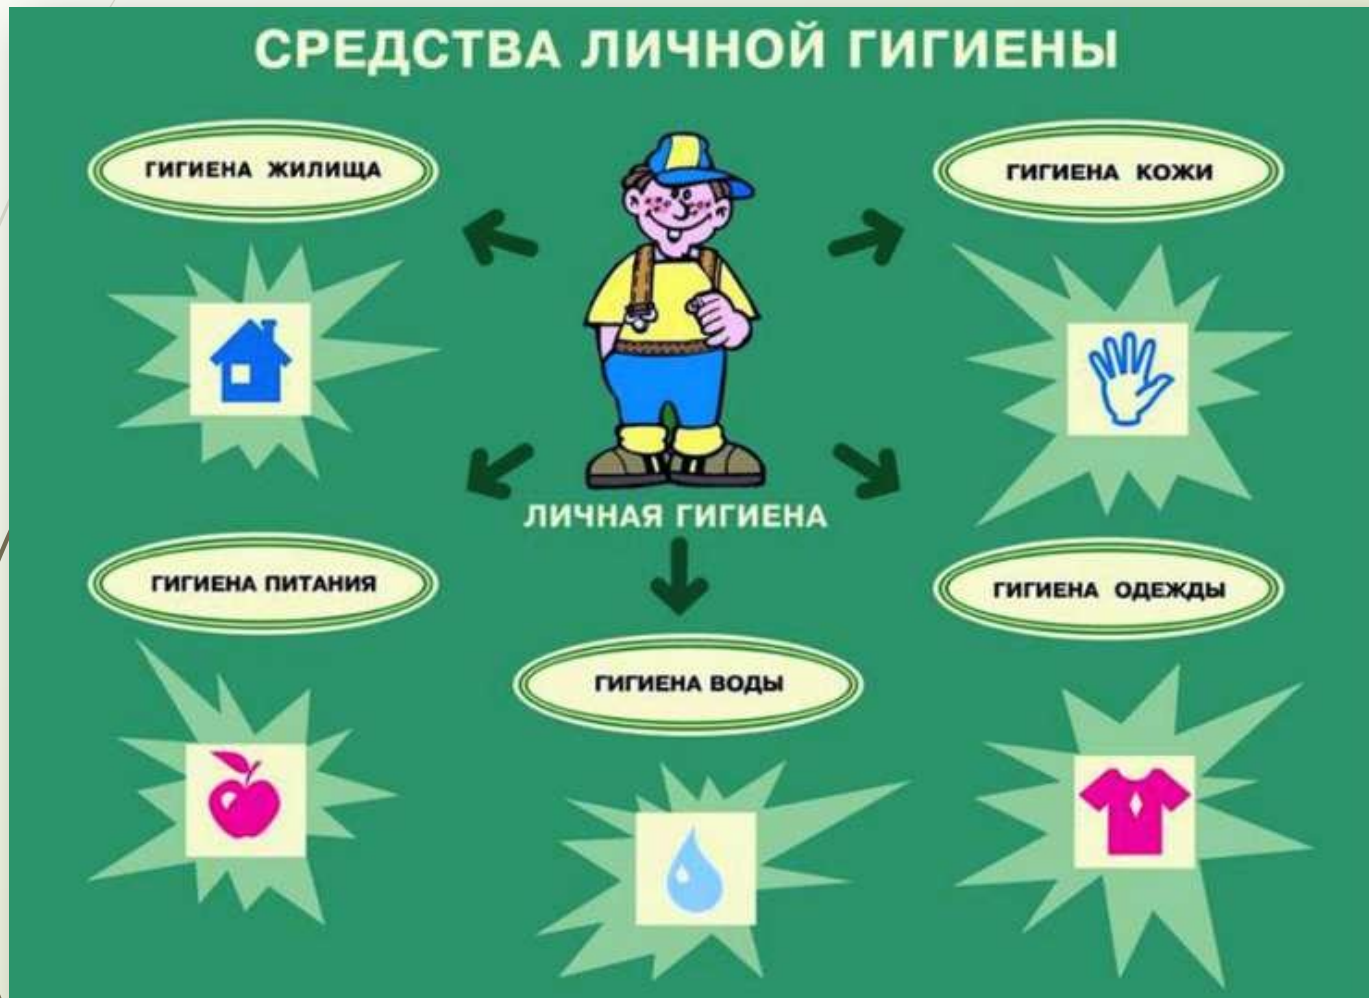 СРЕДСТВА ЛИЧНОЙ ГИГИЕНЫ
ГИГИЕНА ЖИЛИЩА
ГИГИЕНА КОЖИ
ЛИЧНАЯ ГИГИЕНА
ГИГИЕНА ПИТАНИЯ
ГИГИЕНА ОДЕЖДЫ
ГИГИЕНА ВОДЫ